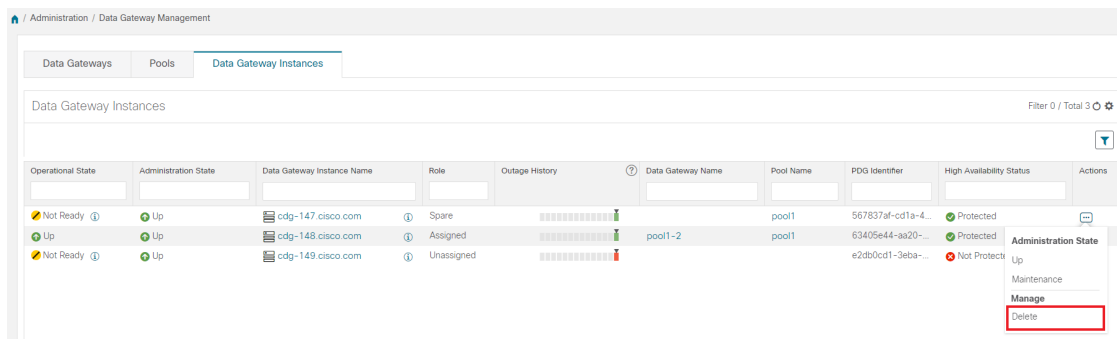 / Administration / Data Gateway Management
Data Gateways Pools Data Gateway Instances
Data Gateway Instances Filter 0 / Total 3
Operational State Administration State Data Gateway Instance Name Role Outage History ? Data Gateway Name Pool Name PDG Identifier High Availability Status Actions
Not Ready Up cdg-147.cisco.com Spare pool1 567837af-cd1a-4... Protected
Up Up cdg-148.cisco.com Assigned pool1-2 pool1 63405e44-aa20-... Protected
Not Ready Up cdg-149.cisco.com Unassigned e2db0cd1-3eba-... Not Protecte
Administration State
Up
Maintenance
Manage
Delete